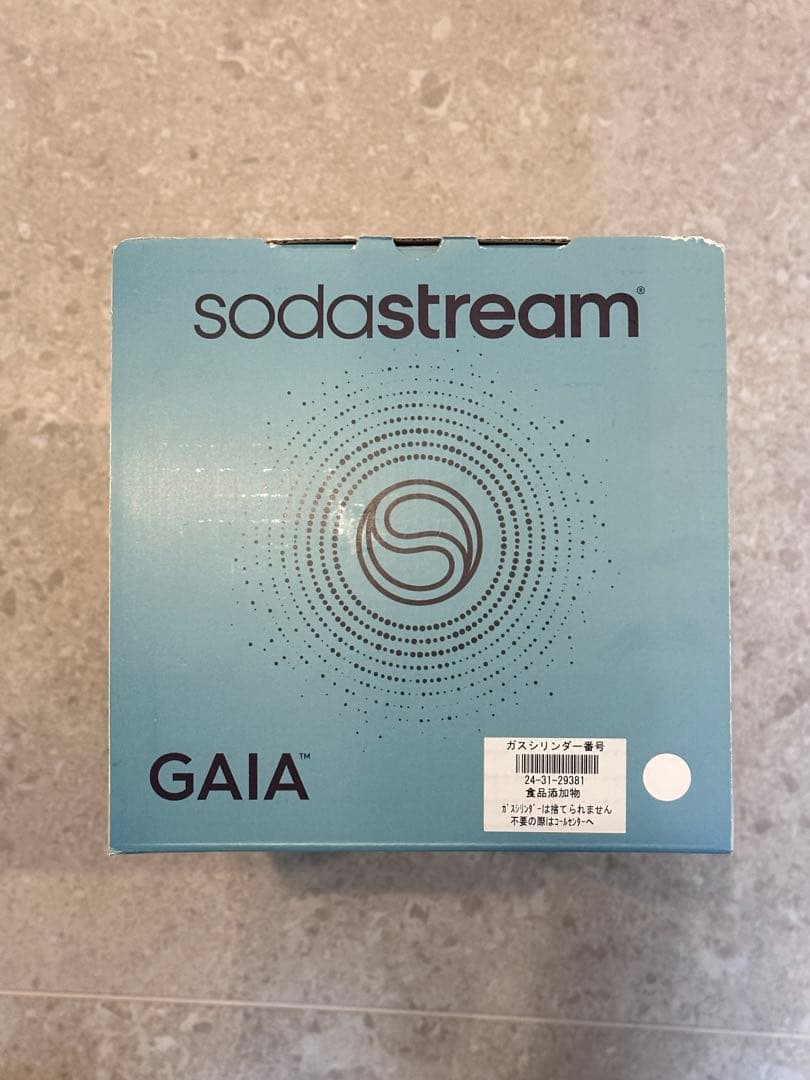 sodastream®
GAIA™
ガスシリンダー番号
24-31-29381
食品添加物
ｶﾞｽｼﾘﾝﾀﾞｰは捨てられません
不要の際はｺｰﾙｾﾝﾀｰへ